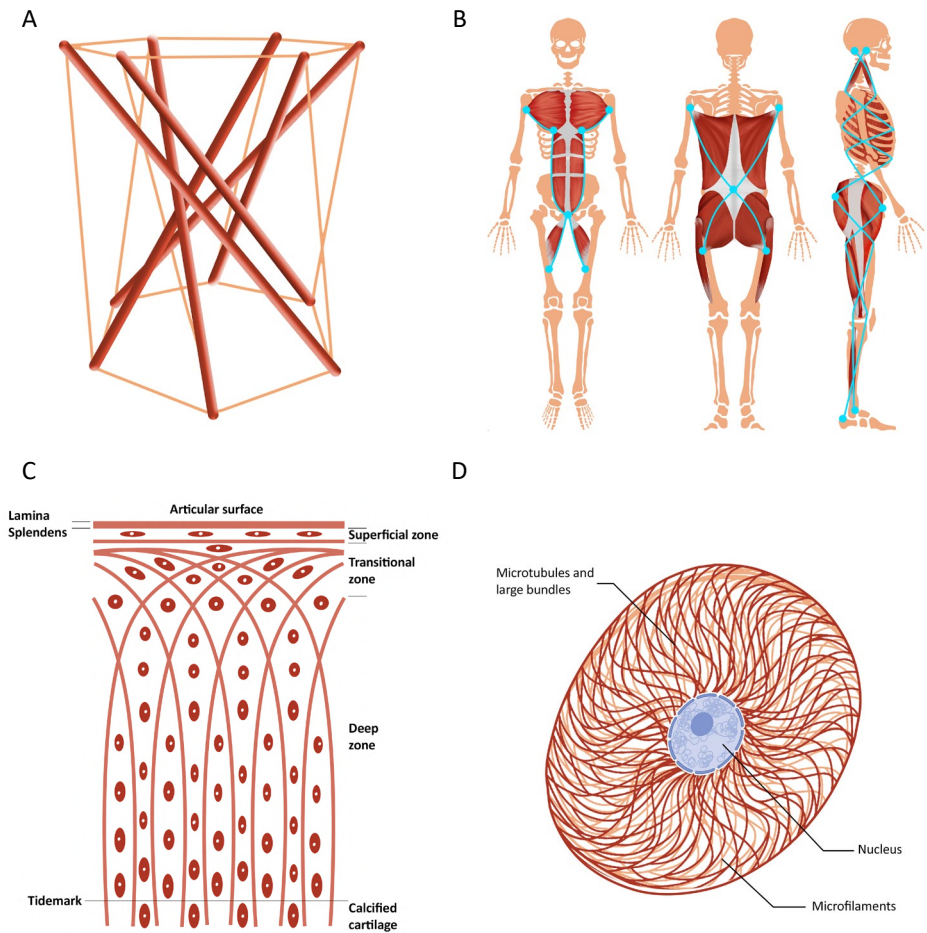 A
B
C
Articular surface
Lamina
Splendens
Superficial zone
Transitional
zone
Deep
zone
Tidemark
Calcified
cartilage
D
Microtubules and
large bundles
Nucleus
Microfilaments